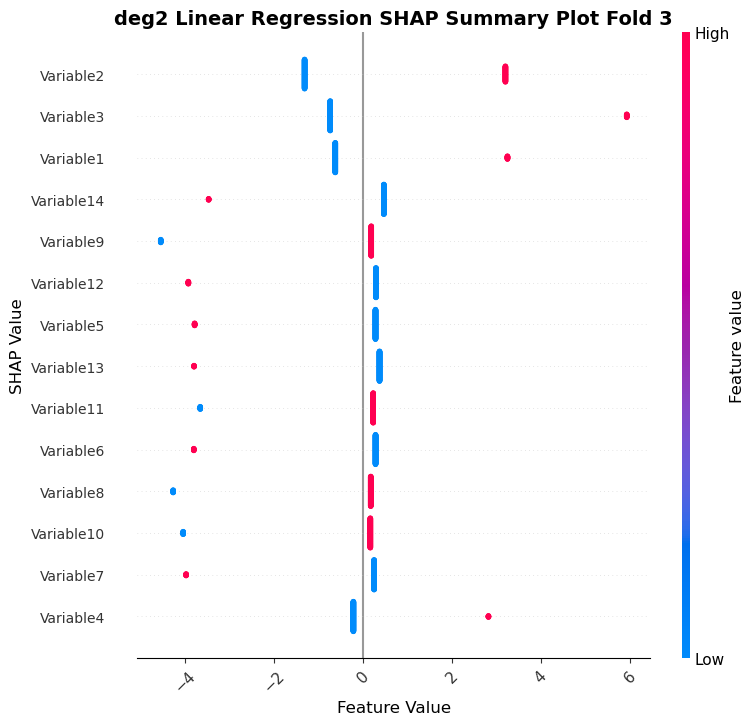 deg2 Linear Regression SHAP Summary Plot Fold 3
High
Variable2
Variable3
Variable1
Variable14
Variable9
Variable12
Variable5
Variable13
Variable11
Variable6
Variable8
Variable10
Variable7
Variable4
SHAP Value
Feature value
Low
−4
−2
0
2
4
6
Feature Value